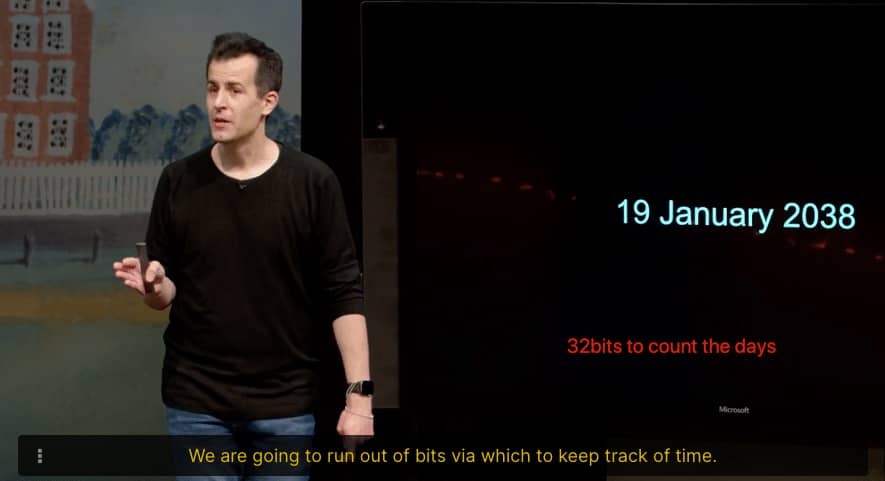 19 January 2038
32bits to count the days
Microsoft
We are going to run out of bits via which to keep track of time.